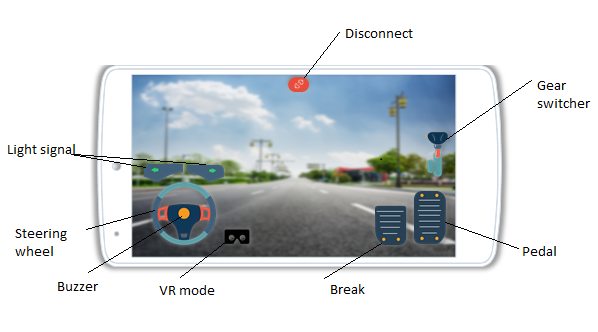 Disconnect
Gear
switcher
Light signal
Steering
wheel
Buzzer
VR mode
Break
Pedal